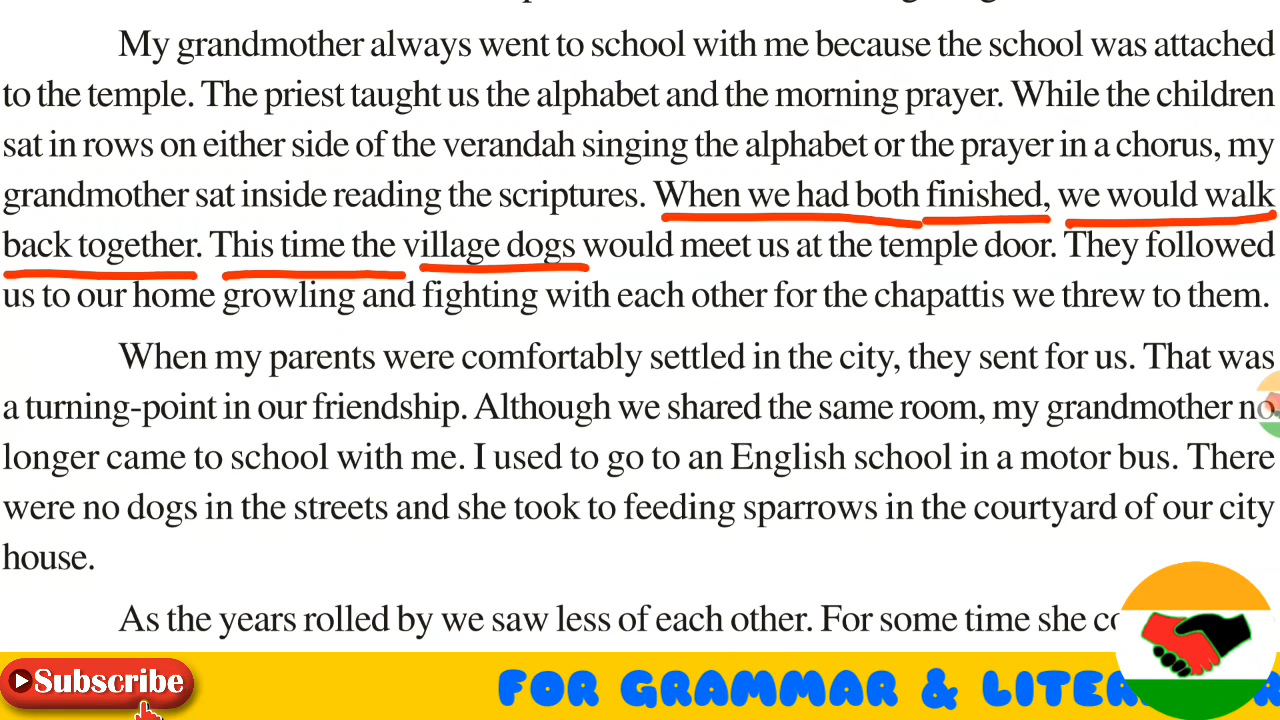 My grandmother always went to school with me because the school was attached
to the temple. The priest taught us the alphabet and the morning prayer. While the children
sat in rows on either side of the verandah singing the alphabet or the prayer in a chorus, my
grandmother sat inside reading the scriptures. When we had both finished, we would walk
back together. This time the village dogs would meet us at the temple door. They followed
us to our home growling and fighting with each other for the chapattis we threw to them.
When my parents were comfortably settled in the city, they sent for us. That was
a turning-point in our friendship. Although we shared the same room, my grandmother no
longer came to school with me. I used to go to an English school in a motor bus. There
were no dogs in the streets and she took to feeding sparrows in the courtyard of our city
house.
As the years rolled by we saw less of each other. For some time she
Subscribe
FOR GRAMMAR &